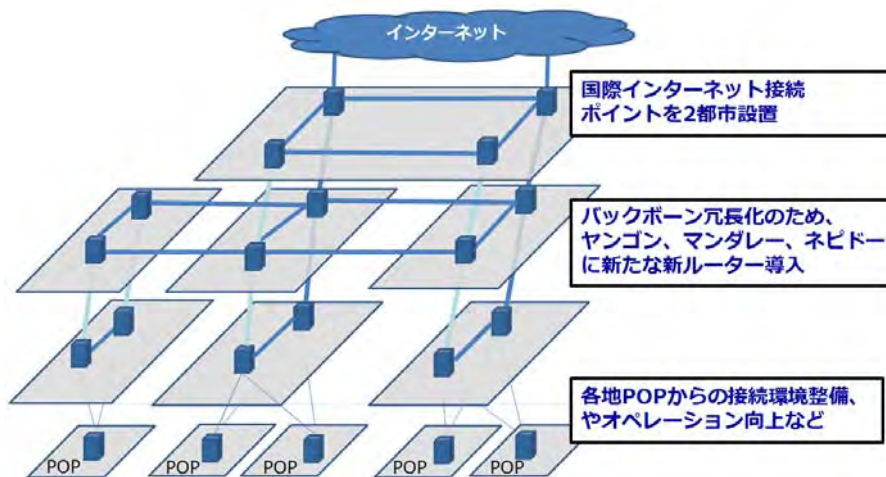 インターネット
国際インターネット接続
ポイントを2都市設置
バックボーン冗長化のため、
ヤンゴン、マンダレー、ネピドー
に新たな新ルーター導入
各地POPからの接続環境整備、
やオペレーション向上など
POP
POP
POP
POP
POP